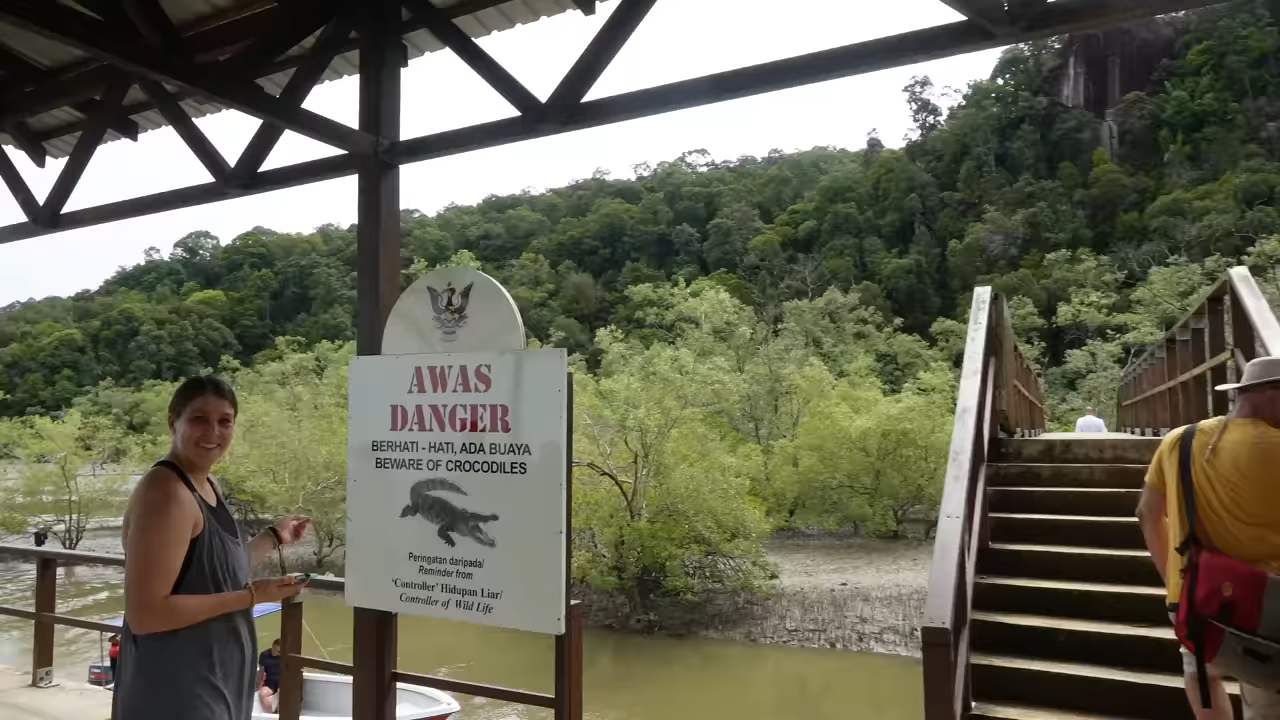 AWAS
DANGER
BERHATI - HATI, ADA BUAYA
BEWARE OF CROCODILES
Peringatan daripada/
Reminder from
'Controller' Hidupan Liar/
Controller of Wild Life